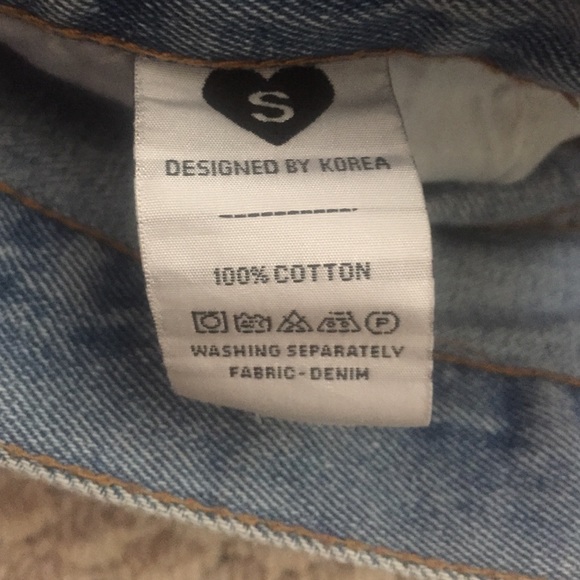 S
DESIGNED BY KOREA
100% COTTON
P
WASHING SEPARATELY
FABRIC-DENIM